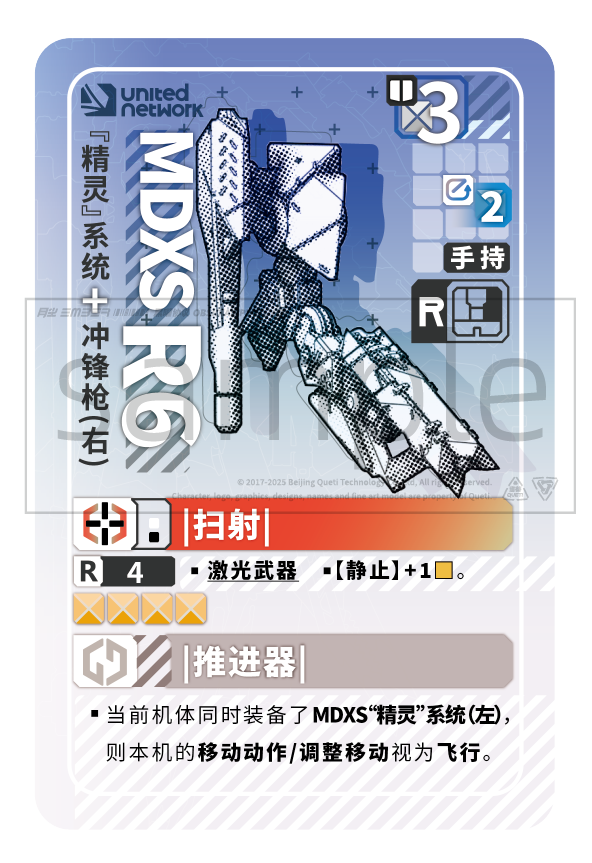 united
network
3
『精灵』系统+冲锋枪(右)
MDXS R6
2
手持
R
sample
© 2017-2025 Beijing Queti Technology Co., Ltd. All rights reserved.
Character, logo, graphics, designs, names and fine art model are property of Queti
|扫射|
R 4
▪ 激光武器 ▪【静止】+1。
|推进器|
▪ 当前机体同时装备了MDXS“精灵”系统(左),
则本机的移动动作/调整移动视为飞行。